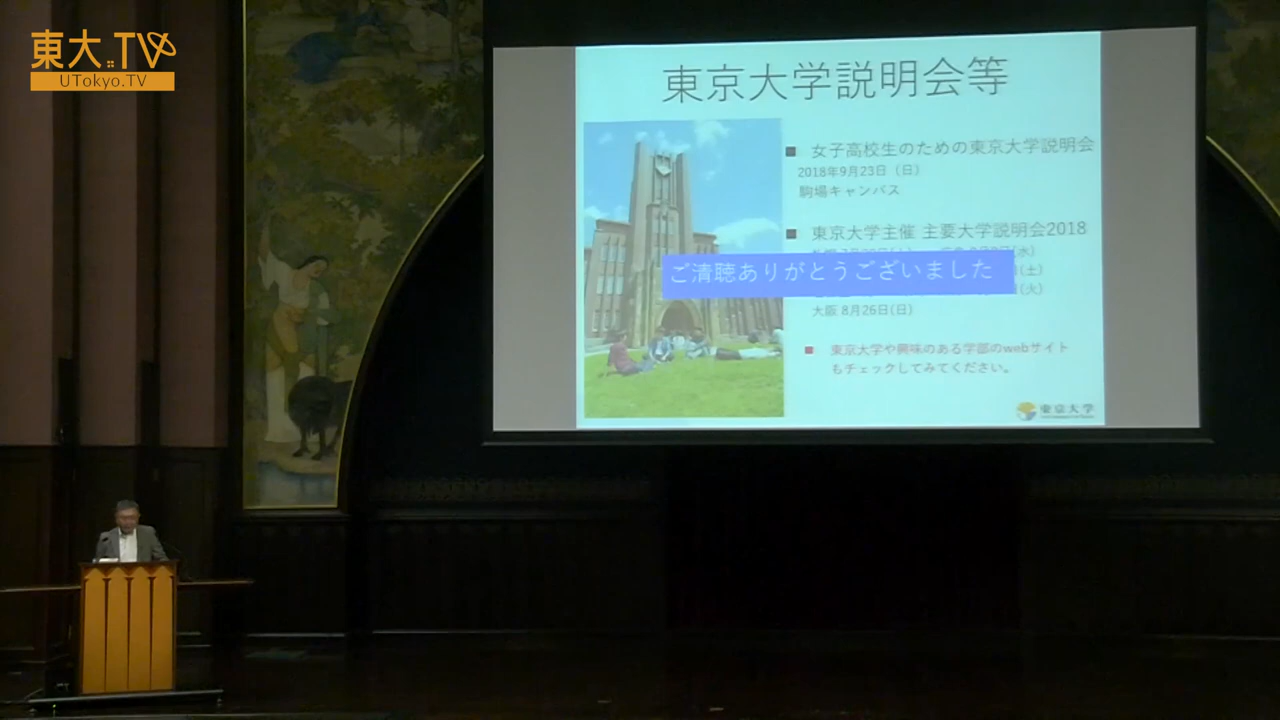 東大TV
UTokyo.TV
東京大学説明会等
■ 女子高校生のための東京大学説明会
2018年9月23日（日）
駒場キャンパス
■ 東京大学主催 主要大学説明会2018
(水)
ご清聴ありがとうございました
(土)
(火)
大阪 8月26日(日)
■ 東京大学や興味のある学部のwebサイト
もチェックしてみてください。
東京大学